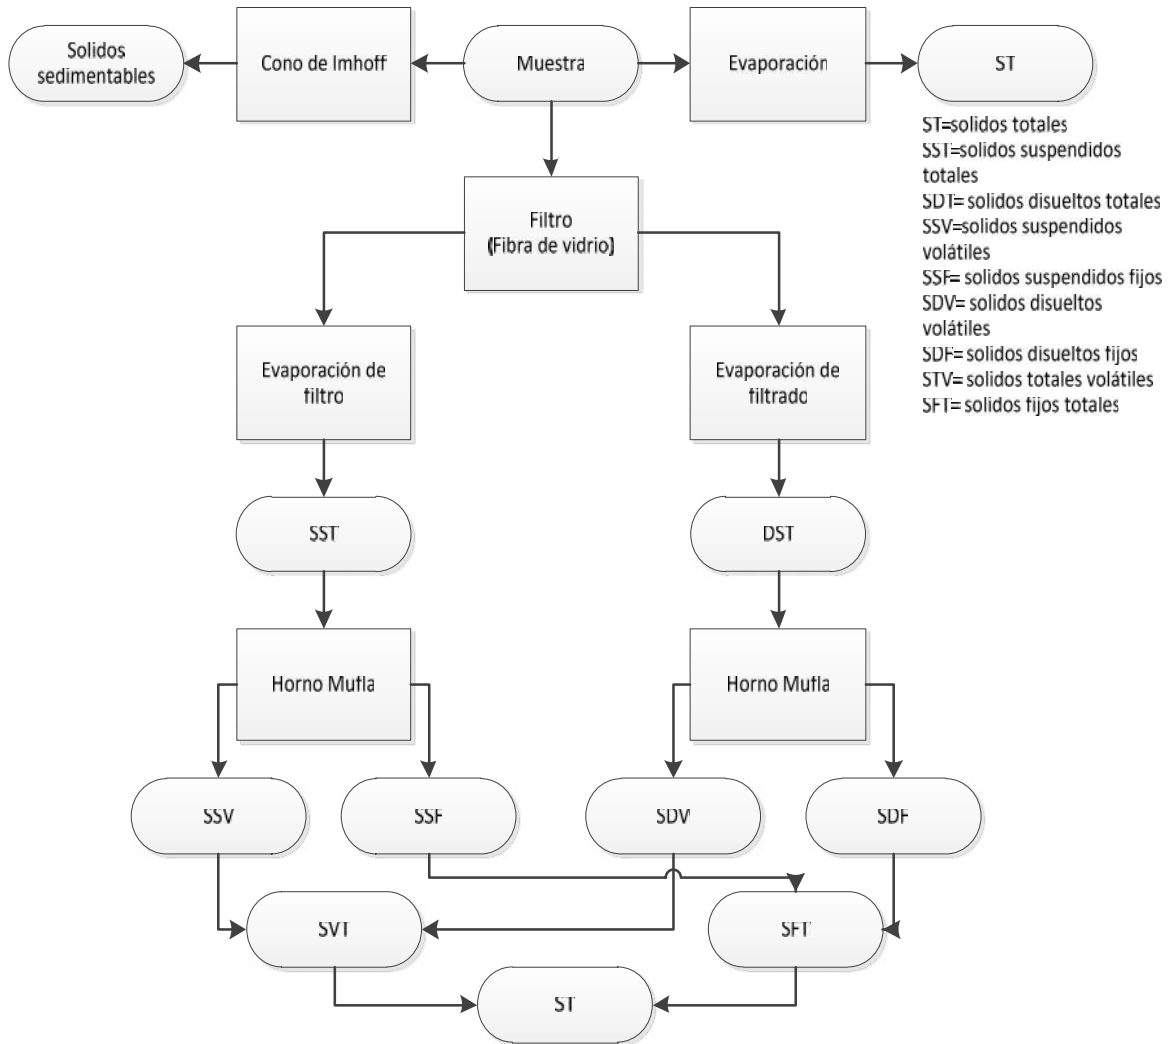 Solidos
sedimentables
Cono de Imhoff
Muestra
Evaporación
ST
ST=solidos totales
SST=solidos suspendidos
totales
SDT= solidos disueltos totales
SSV=solidos suspendidos
volátiles
SSF= solidos suspendidos fijos
SDV= solidos disueltos
volátiles
SDF= solidos disueltos fijos
STV= solidos totales volátiles
SFT= solidos fijos totales
Filtro
(Fibra de vidrio)
Evaporación de
filtro
Evaporación de
filtrado
SST
DST
Horno Mufla
Horno Mufla
SSV
SSF
SDV
SDF
SVT
SFT
ST